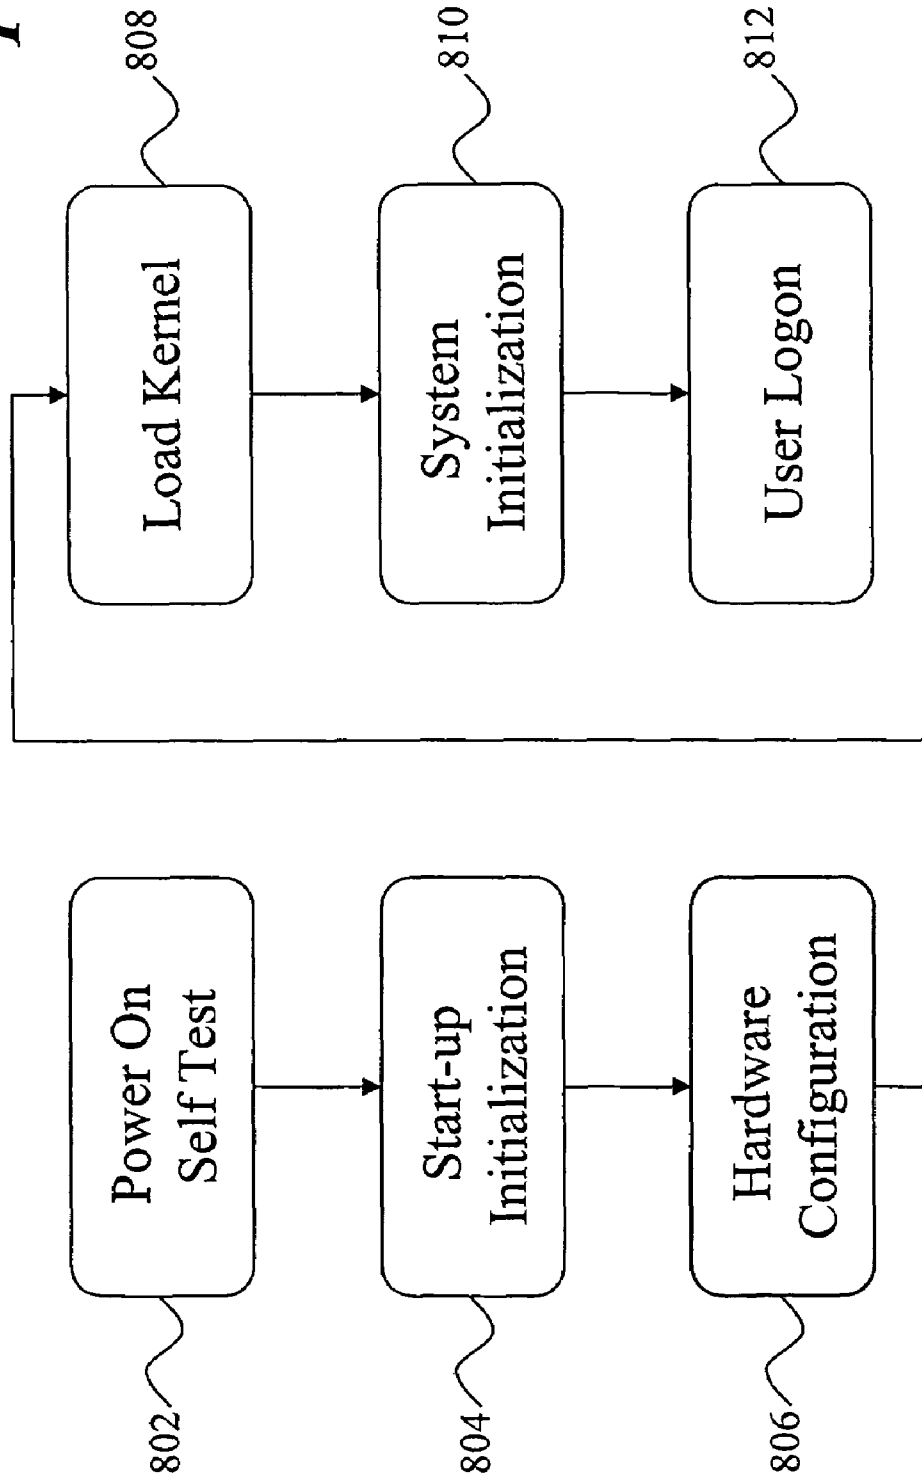 802
Power On
Self Test
804
Start-up
Initialization
806
Hardware
Configuration
808
Load Kernel
810
System
Initialization
812
User Logon